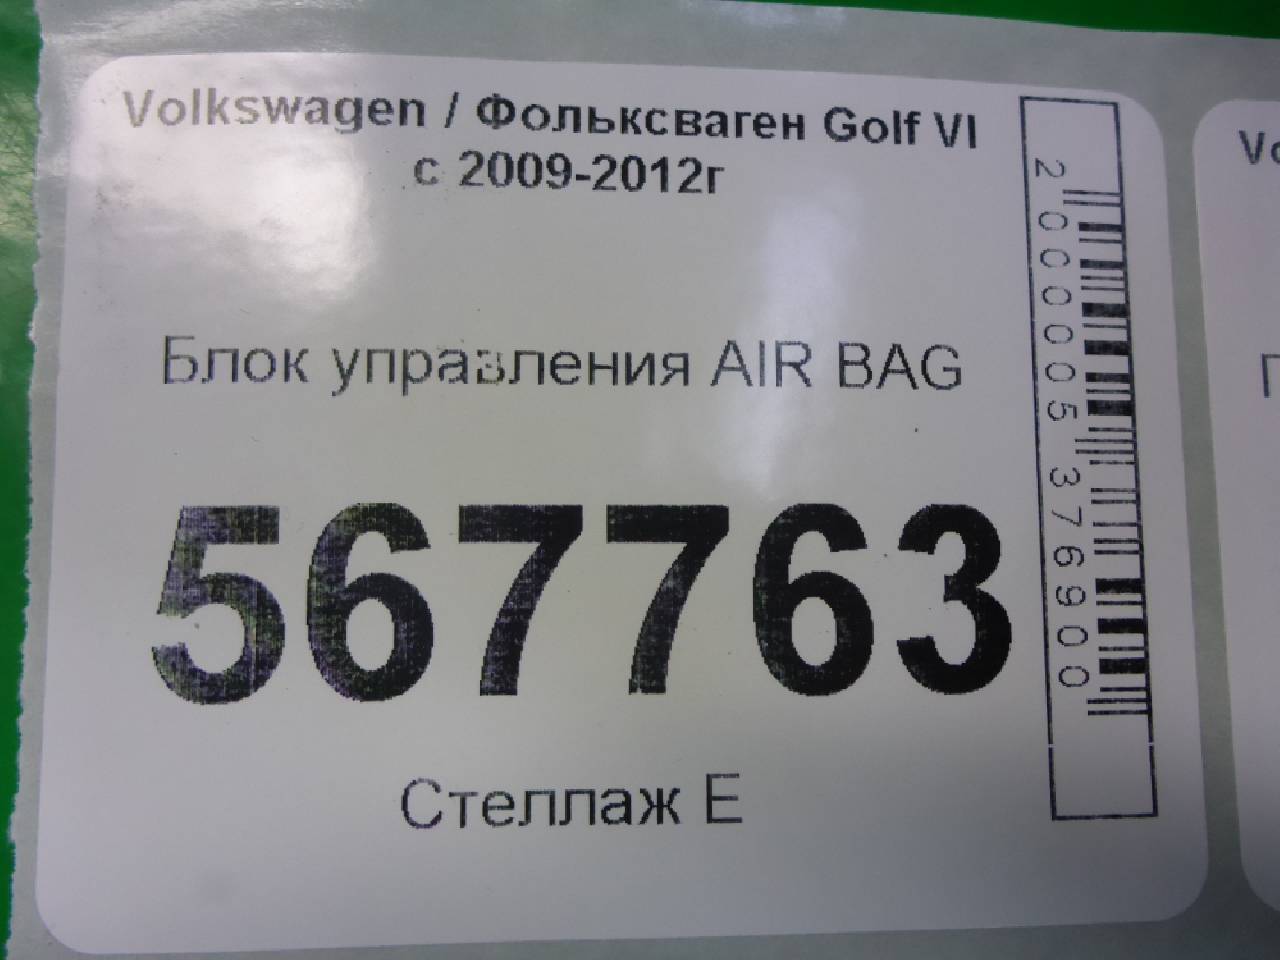 Volkswagen / Фольксваген Golf VI
с 2009-2012г
Блок управления AIR BAG
567763
Стеллаж Е
2000005376900